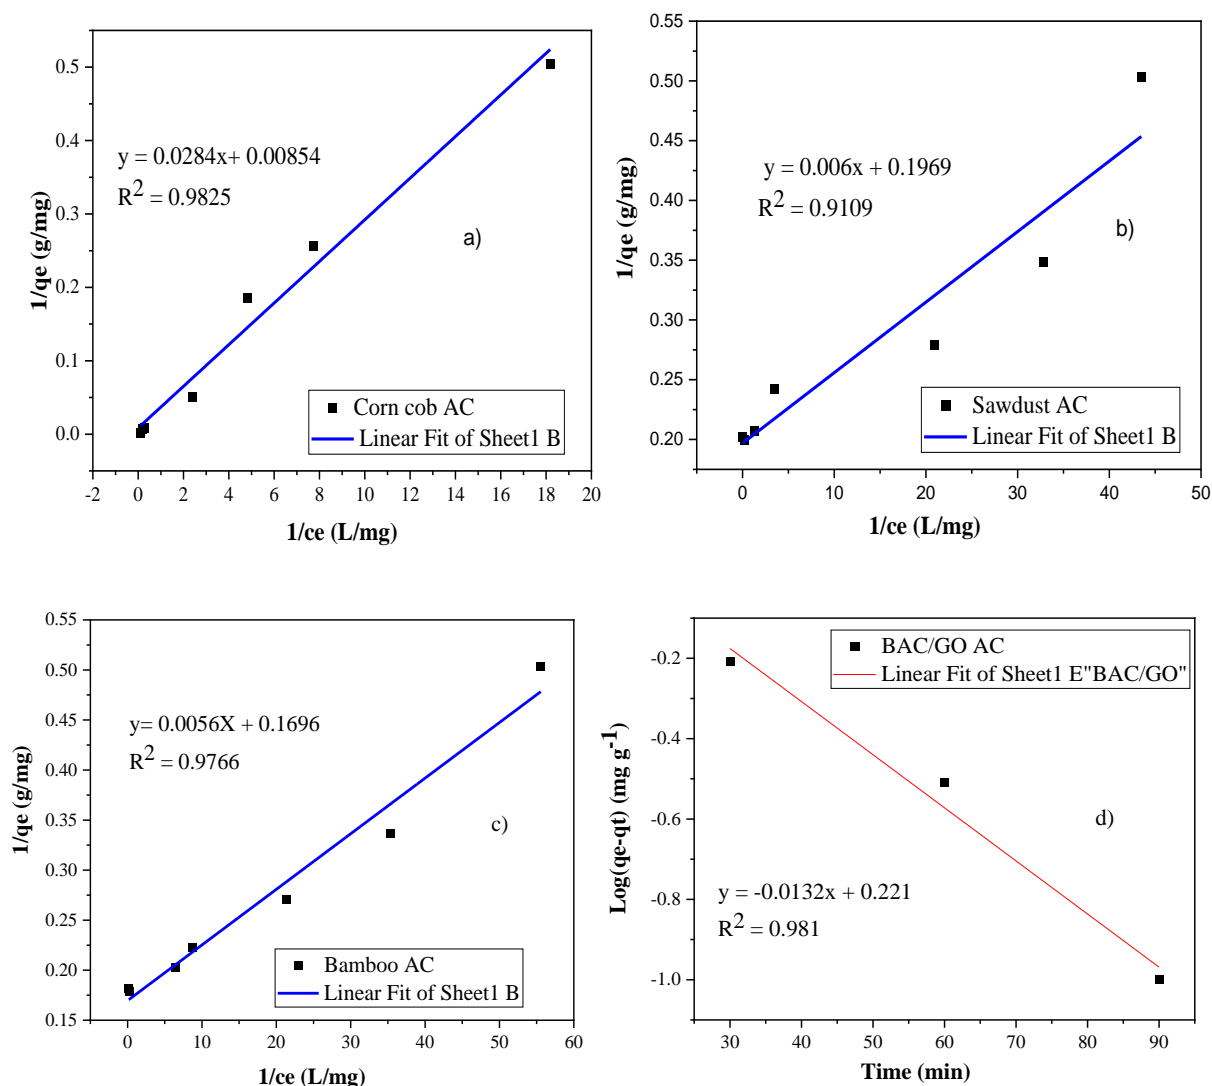 0.5
0.4
0.3
0.2
0.1
0.0
-2
0
2
4
6
8
10
12
14
16
18
20
1/qe (g/mg)
1/ce (L/mg)
y = 0.0284x+ 0.00854
R2 = 0.9825
a)
Corn cob AC
Linear Fit of Sheet1 B
0.55
0.50
0.45
0.40
0.35
0.30
0.25
0.20
0
10
20
30
40
50
1/qe (g/mg)
1/ce (L/mg)
y = 0.006x + 0.1969
R2 = 0.9109
b)
Sawdust AC
Linear Fit of Sheet1 B
0.55
0.50
0.45
0.40
0.35
0.30
0.25
0.20
0.15
0
10
20
30
40
50
60
1/qe (g/mg)
1/ce (L/mg)
y= 0.0056X + 0.1696
R2 = 0.9766
c)
Bamboo AC
Linear Fit of Sheet1 B
-0.2
-0.4
-0.6
-0.8
-1.0
30
40
50
60
70
80
90
Log(qe-qt) (mg g-1)
Time (min)
BAC/GO AC
Linear Fit of Sheet1 E"BAC/GO"
d)
y = -0.0132x + 0.221
R2 = 0.981